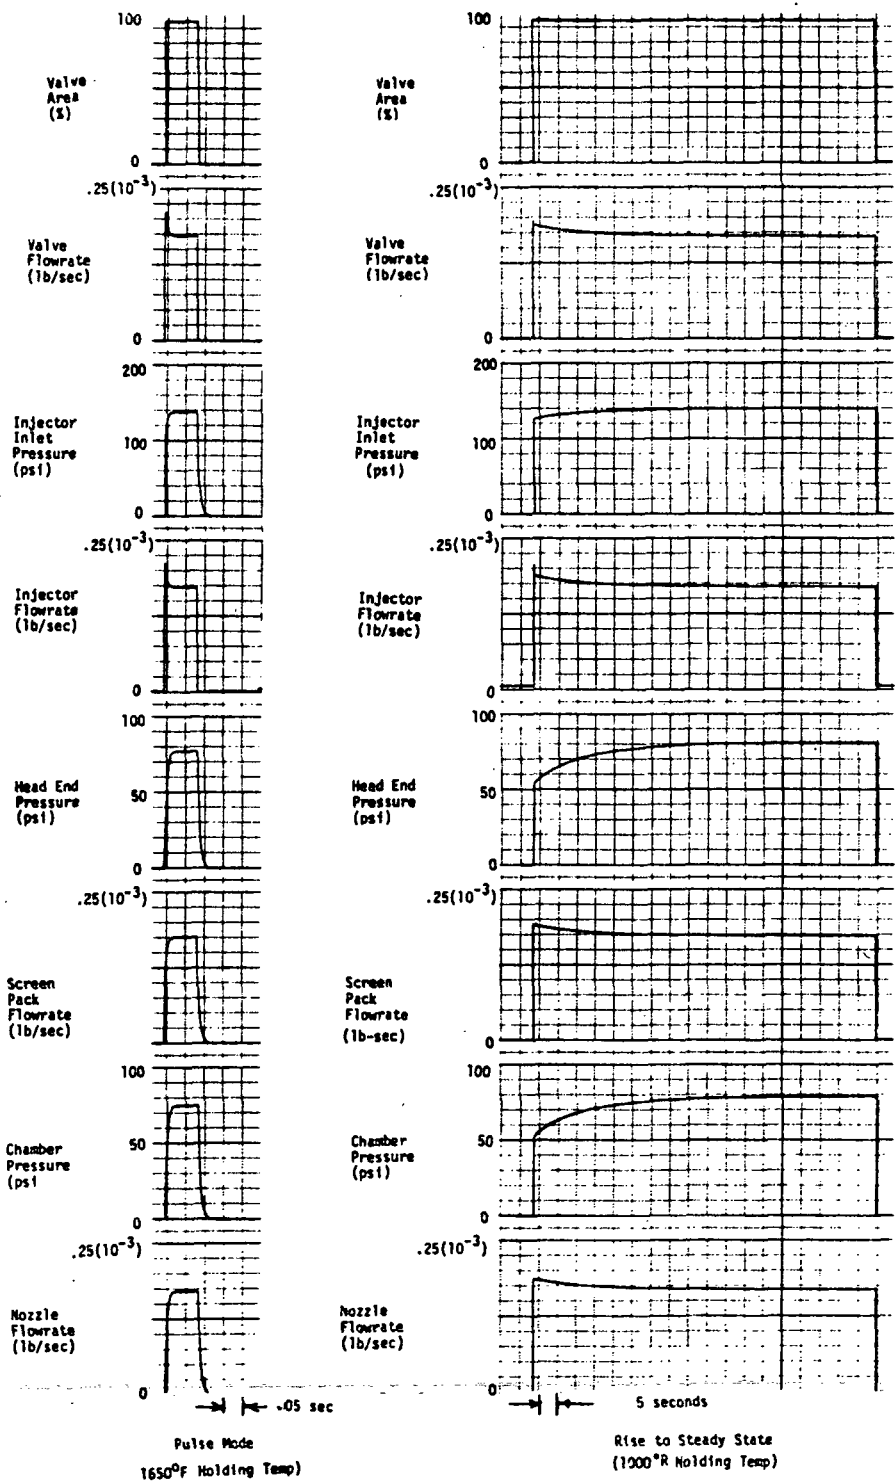 100
Valve
Area
(%)
0
.25(10⁻³)
Valve
Flowrate
(lb/sec)
0
200
Injector
Inlet
Pressure
(psi)
100
0
.25(10⁻³)
Injector
Flowrate
(lb/sec)
0
100
Head End
Pressure
(psi)
50
0
.25(10⁻³)
Screen
Pack
Flowrate
(lb/sec)
0
100
Chamber
Pressure
(psi
50
0
.25(10⁻³)
Nozzle
Flowrate
(lb/sec)
0
.05 sec
Pulse Mode
1650°F Holding Temp)
100
Valve
Area
(%)
0
.25(10⁻³)
Valve
Flowrate
(lb/sec)
0
200
Injector
Inlet
Pressure
(psi)
100
0
.25(10⁻³)
Injector
Flowrate
(lb/sec)
0
100
Head End
Pressure
(psi)
50
0
.25(10⁻³)
Screen
Pack
Flowrate
(lb-sec)
0
100
Chamber
Pressure
(psi)
50
0
.25(10⁻³)
Nozzle
Flowrate
(lb/sec)
0
5 seconds
Rise to Steady State
(1000°R Holding Temp)